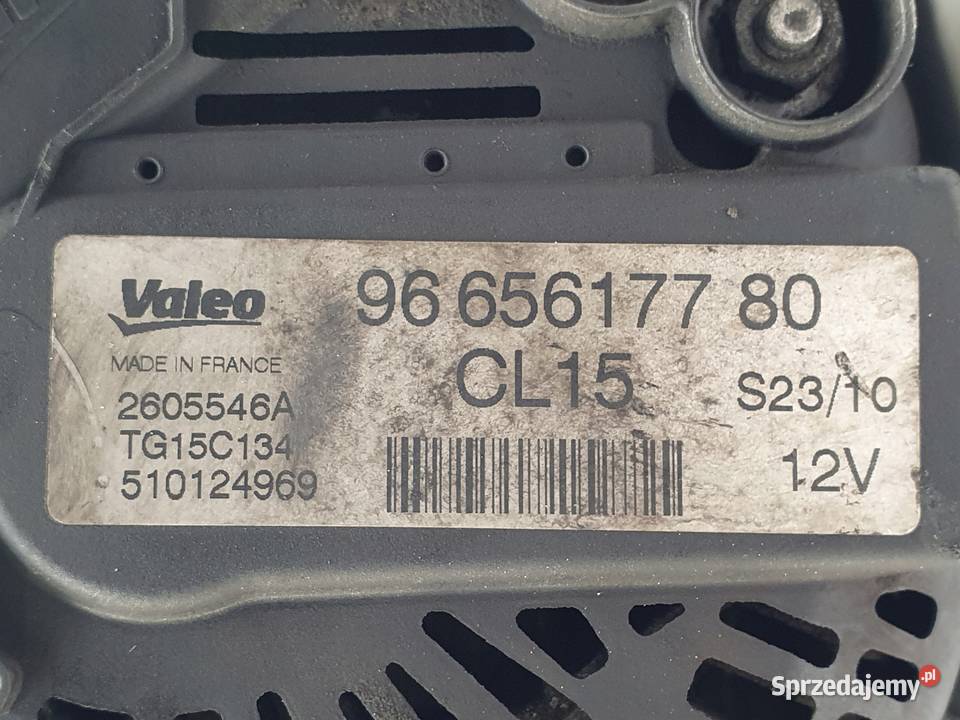 Valeo
96 656177 80
MADE IN FRANCE
CL15
2605546A
S23/10
TG15C134
510124969
12V
Sprzedajemy.pl